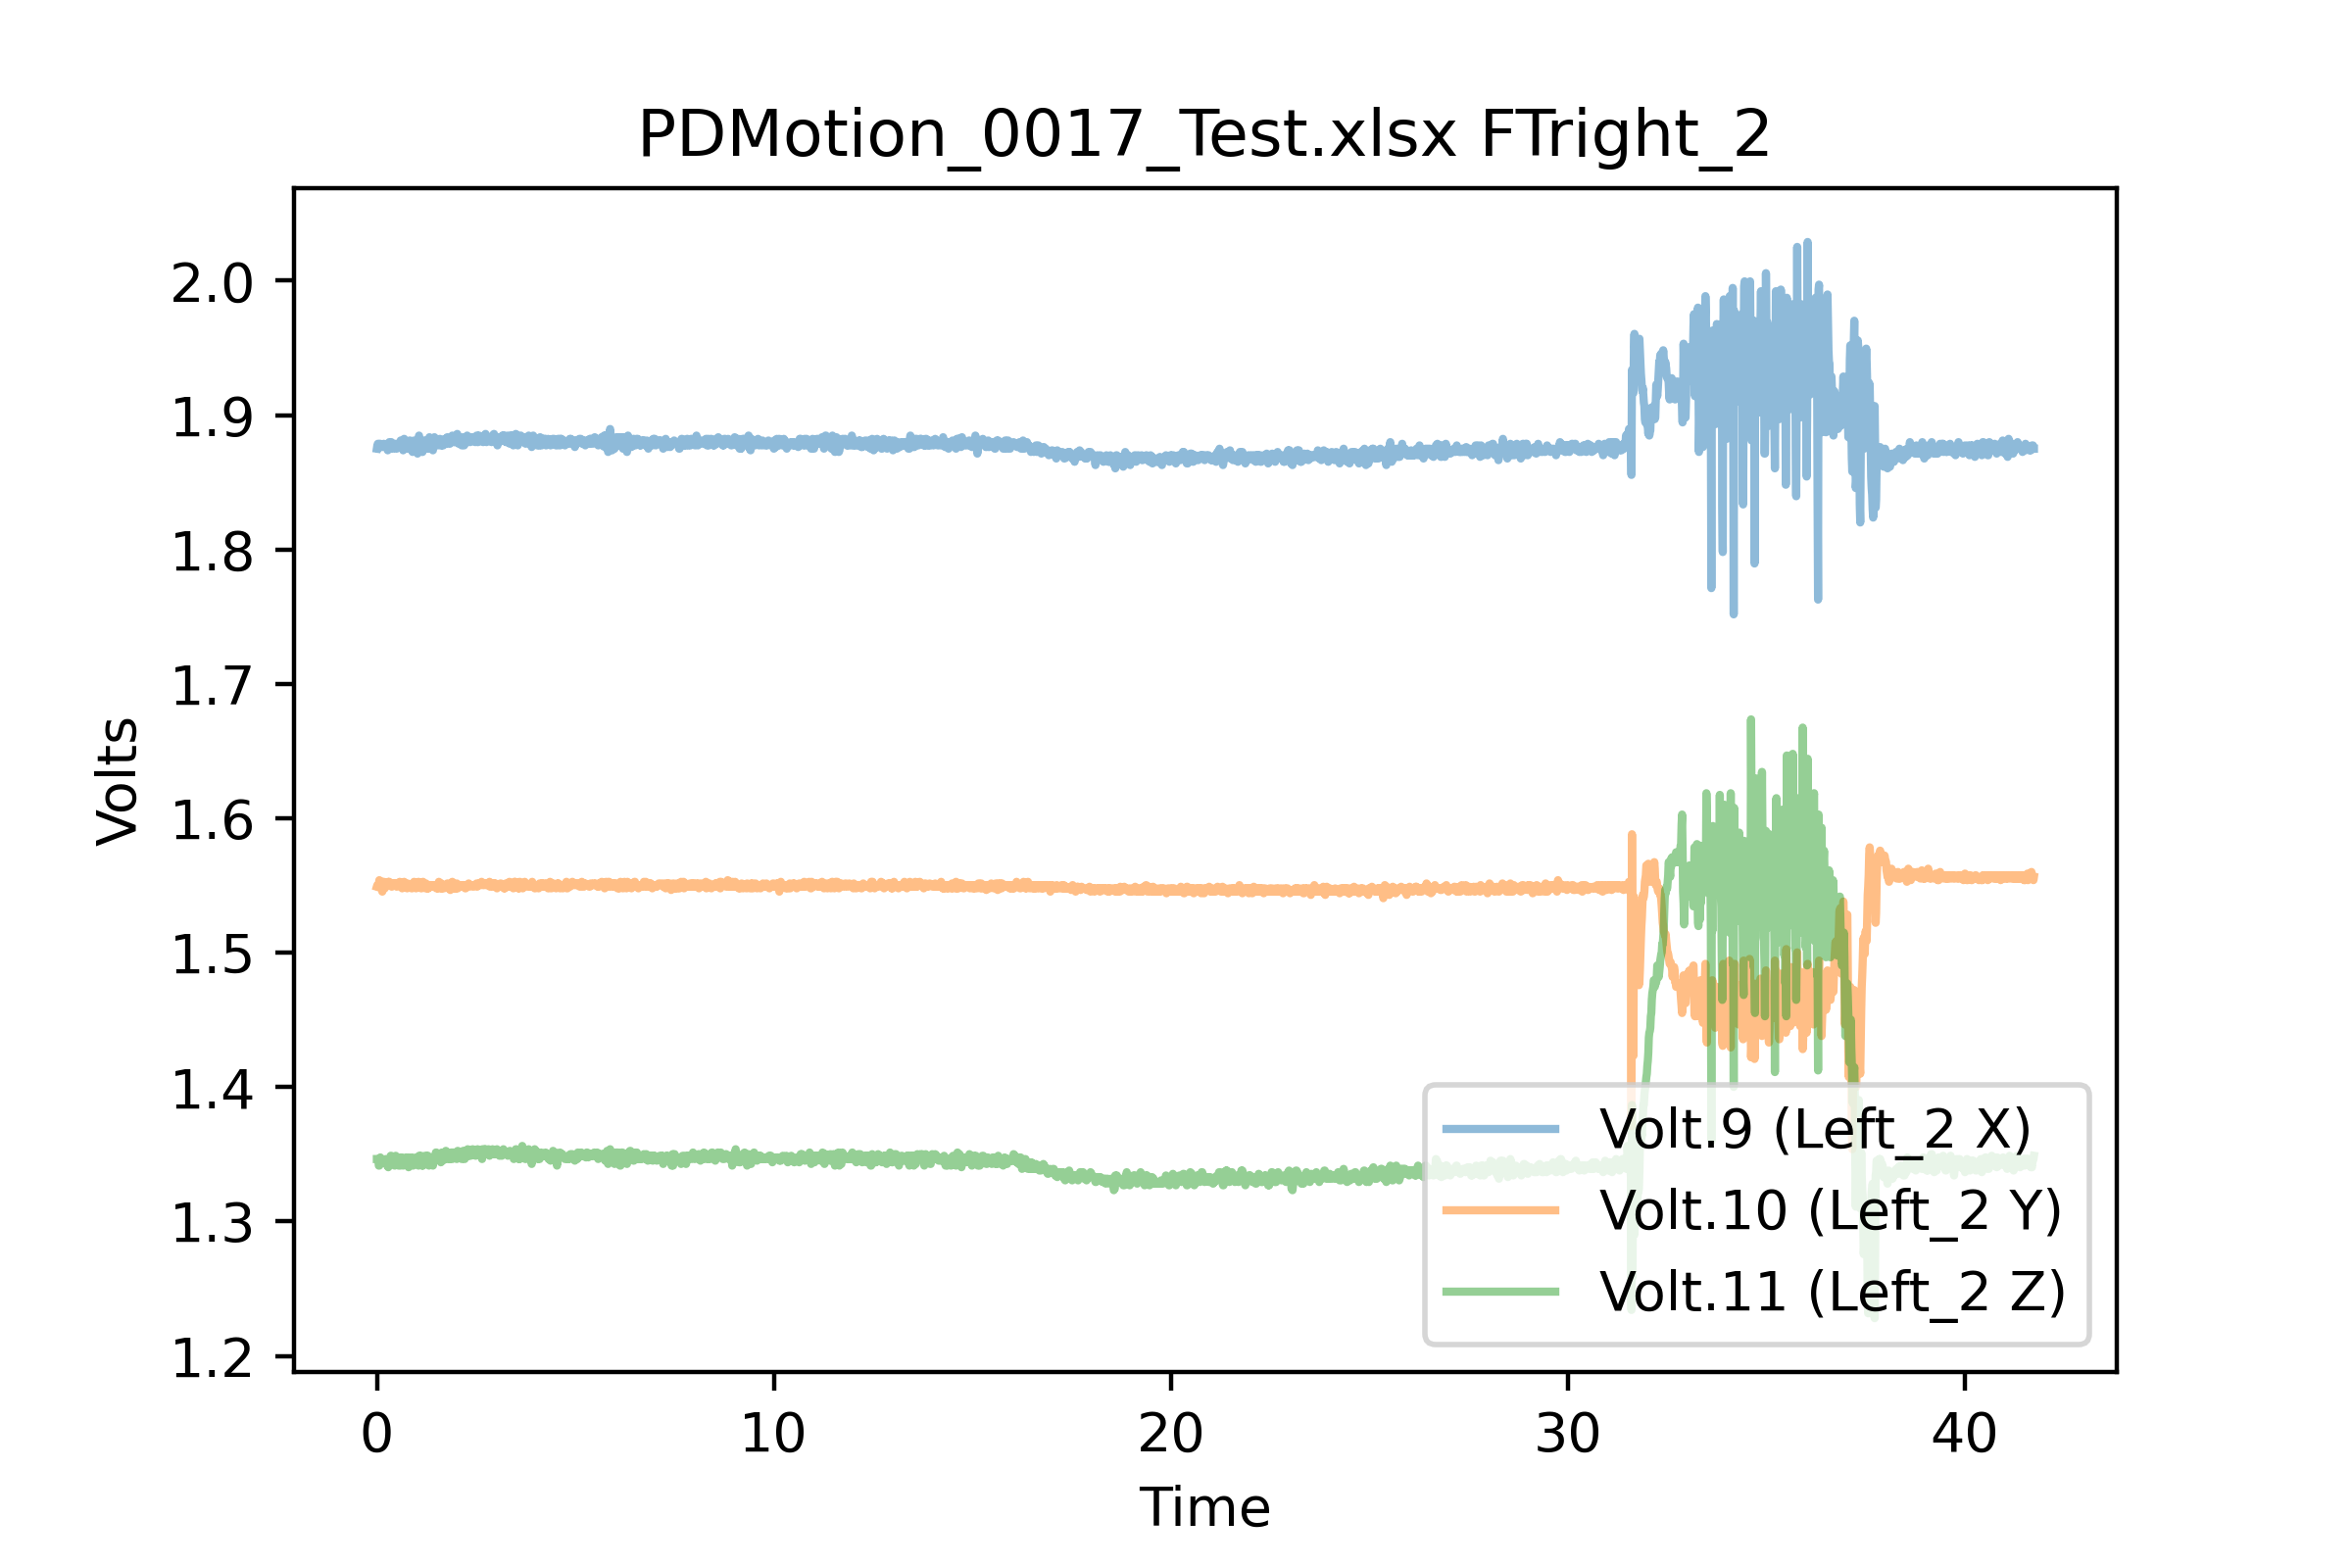 PDMotion_0017_Test.xlsx FTright_2
2.0
1.9
1.8
1.7
1.6
1.5
1.4
1.3
1.2
Volts
Volt.9 (Left_2 X)
Volt.10 (Left_2 Y)
Volt.11 (Left_2 Z)
0 10 20 30 40
Time